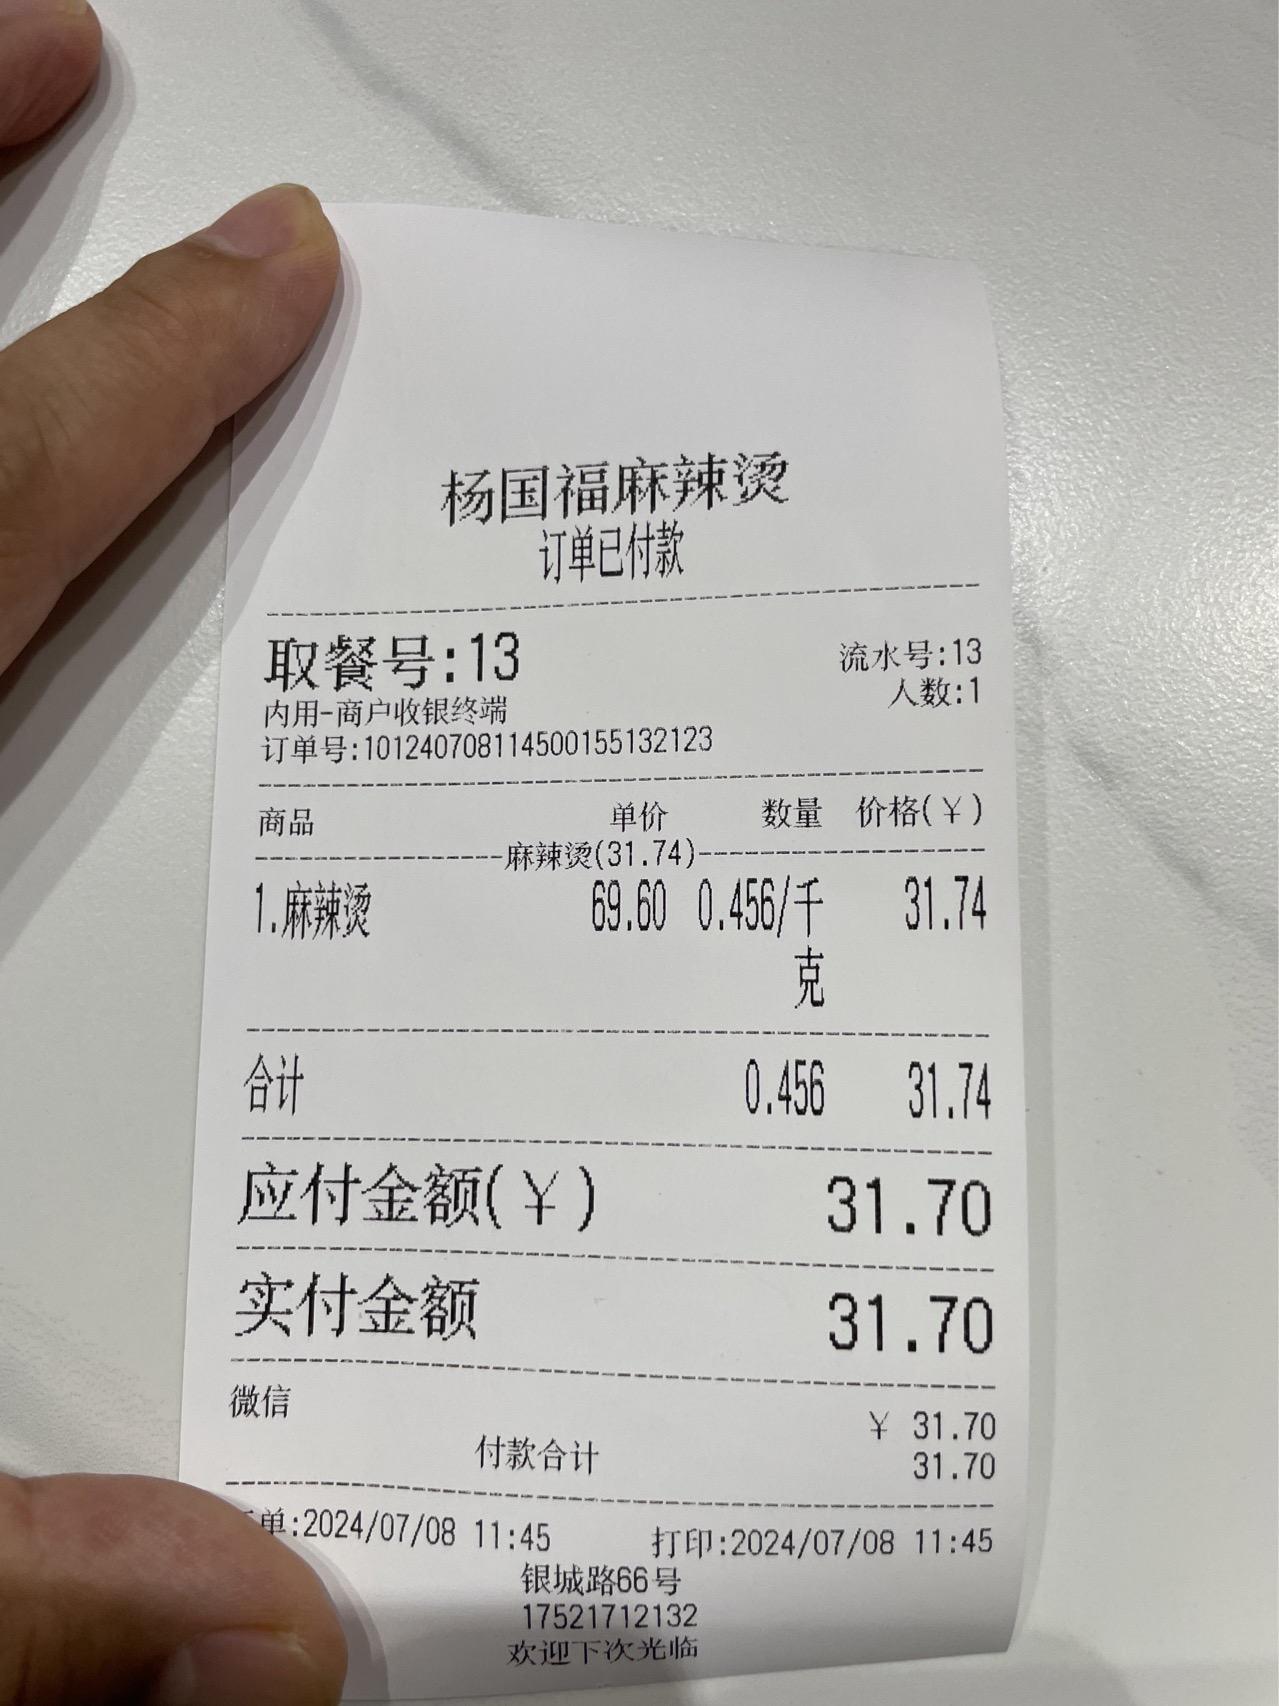 杨国福麻辣烫
订单已付款
取餐号:13 流水号:13
人数:1
内用-商户收银终端
订单号:101240708114500155132123
商品 单价 数量 价格(￥)
麻辣烫(31.74)
1.麻辣烫 69.60 0.456/千克 31.74
合计 0.456 31.74
应付金额(￥) 31.70
实付金额 31.70
微信 ￥ 31.70
付款合计 31.70
单:2024/07/08 11:45 打印:2024/07/08 11:45
银城路66号
17521712132
欢迎下次光临